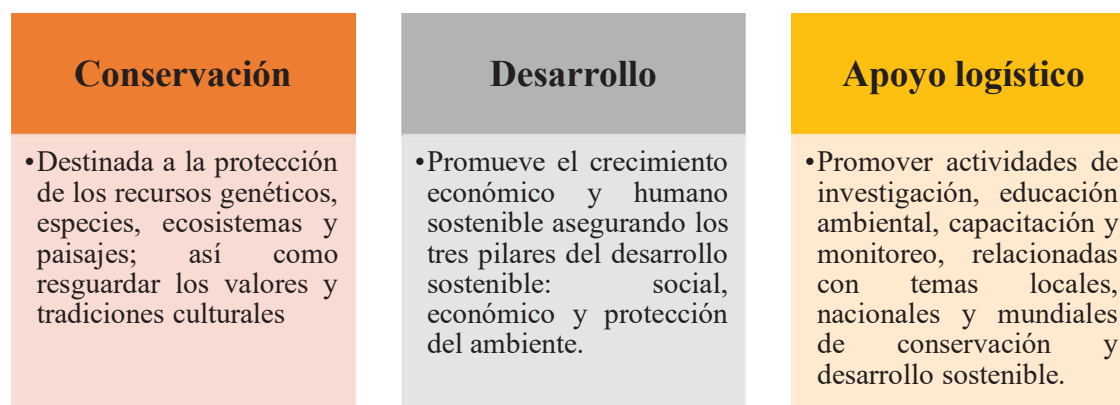 Conservación
•Destinada a la protección
de los recursos genéticos,
especies, ecosistemas y
paisajes; así como
resguardar los valores y
tradiciones culturales
Desarrollo
•Promueve el crecimiento
económico y humano
sostenible asegurando los
tres pilares del desarrollo
sostenible: social,
económico y protección
del ambiente.
Apoyo logístico
•Promover actividades de
investigación, educación
ambiental, capacitación y
monitoreo, relacionadas
con temas locales,
nacionales y mundiales
de conservación y
desarrollo sostenible.